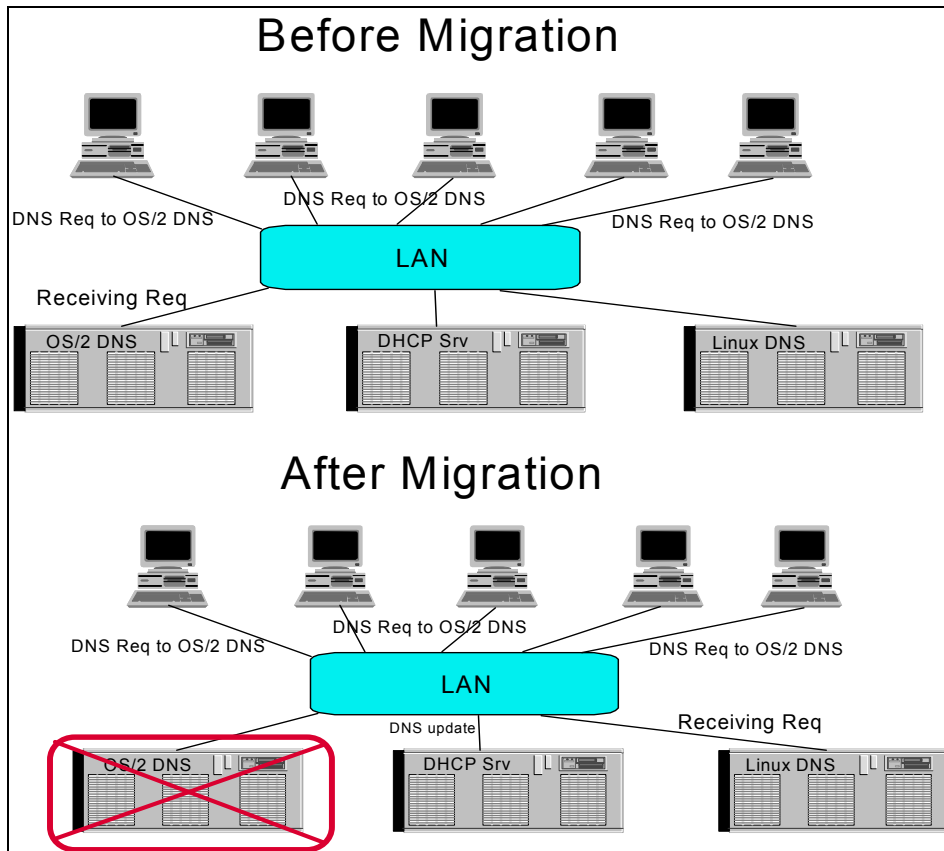 Before Migration
DNS Req to OS/2 DNS
DNS Req to OS/2 DNS
DNS Req to OS/2 DNS
LAN
Receiving Req
OS/2 DNS
DHCP Srv
Linux DNS
After Migration
DNS Req to OS/2 DNS
DNS Req to OS/2 DNS
DNS Req to OS/2 DNS
LAN
DNS update
Receiving Req
OS/2 DNS
DHCP Srv
Linux DNS